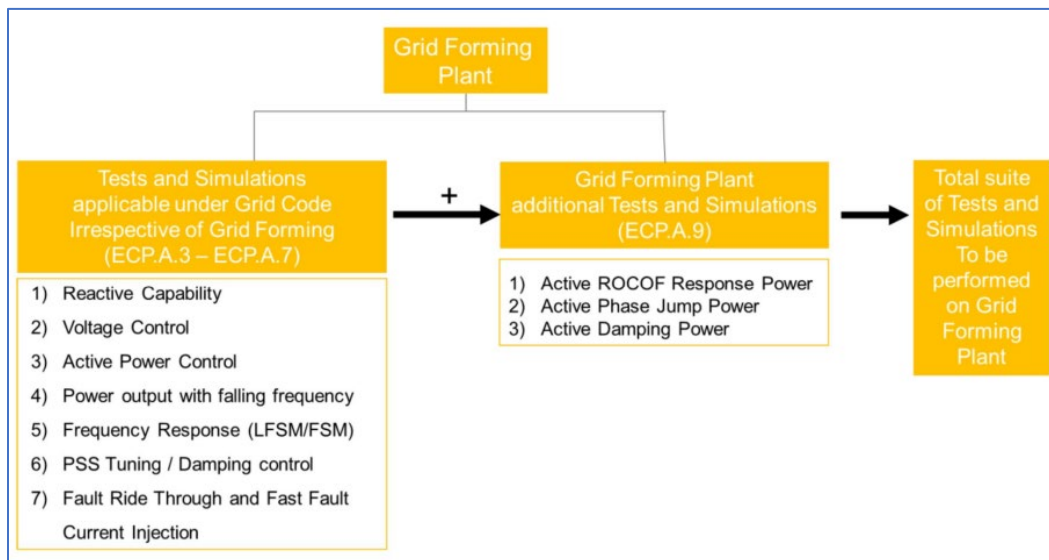 Grid Forming
Plant
Tests and Simulations
applicable under Grid Code
Irrespective of Grid Forming
(ECP.A.3 – ECP.A.7)
1) Reactive Capability
2) Voltage Control
3) Active Power Control
4) Power output with falling frequency
5) Frequency Response (LFSM/FSM)
6) PSS Tuning / Damping control
7) Fault Ride Through and Fast Fault
Current Injection
+
Grid Forming Plant
additional Tests and Simulations
(ECP.A.9)
1) Active ROCOF Response Power
2) Active Phase Jump Power
3) Active Damping Power
Total suite
of Tests and
Simulations
To be
performed
on Grid
Forming
Plant